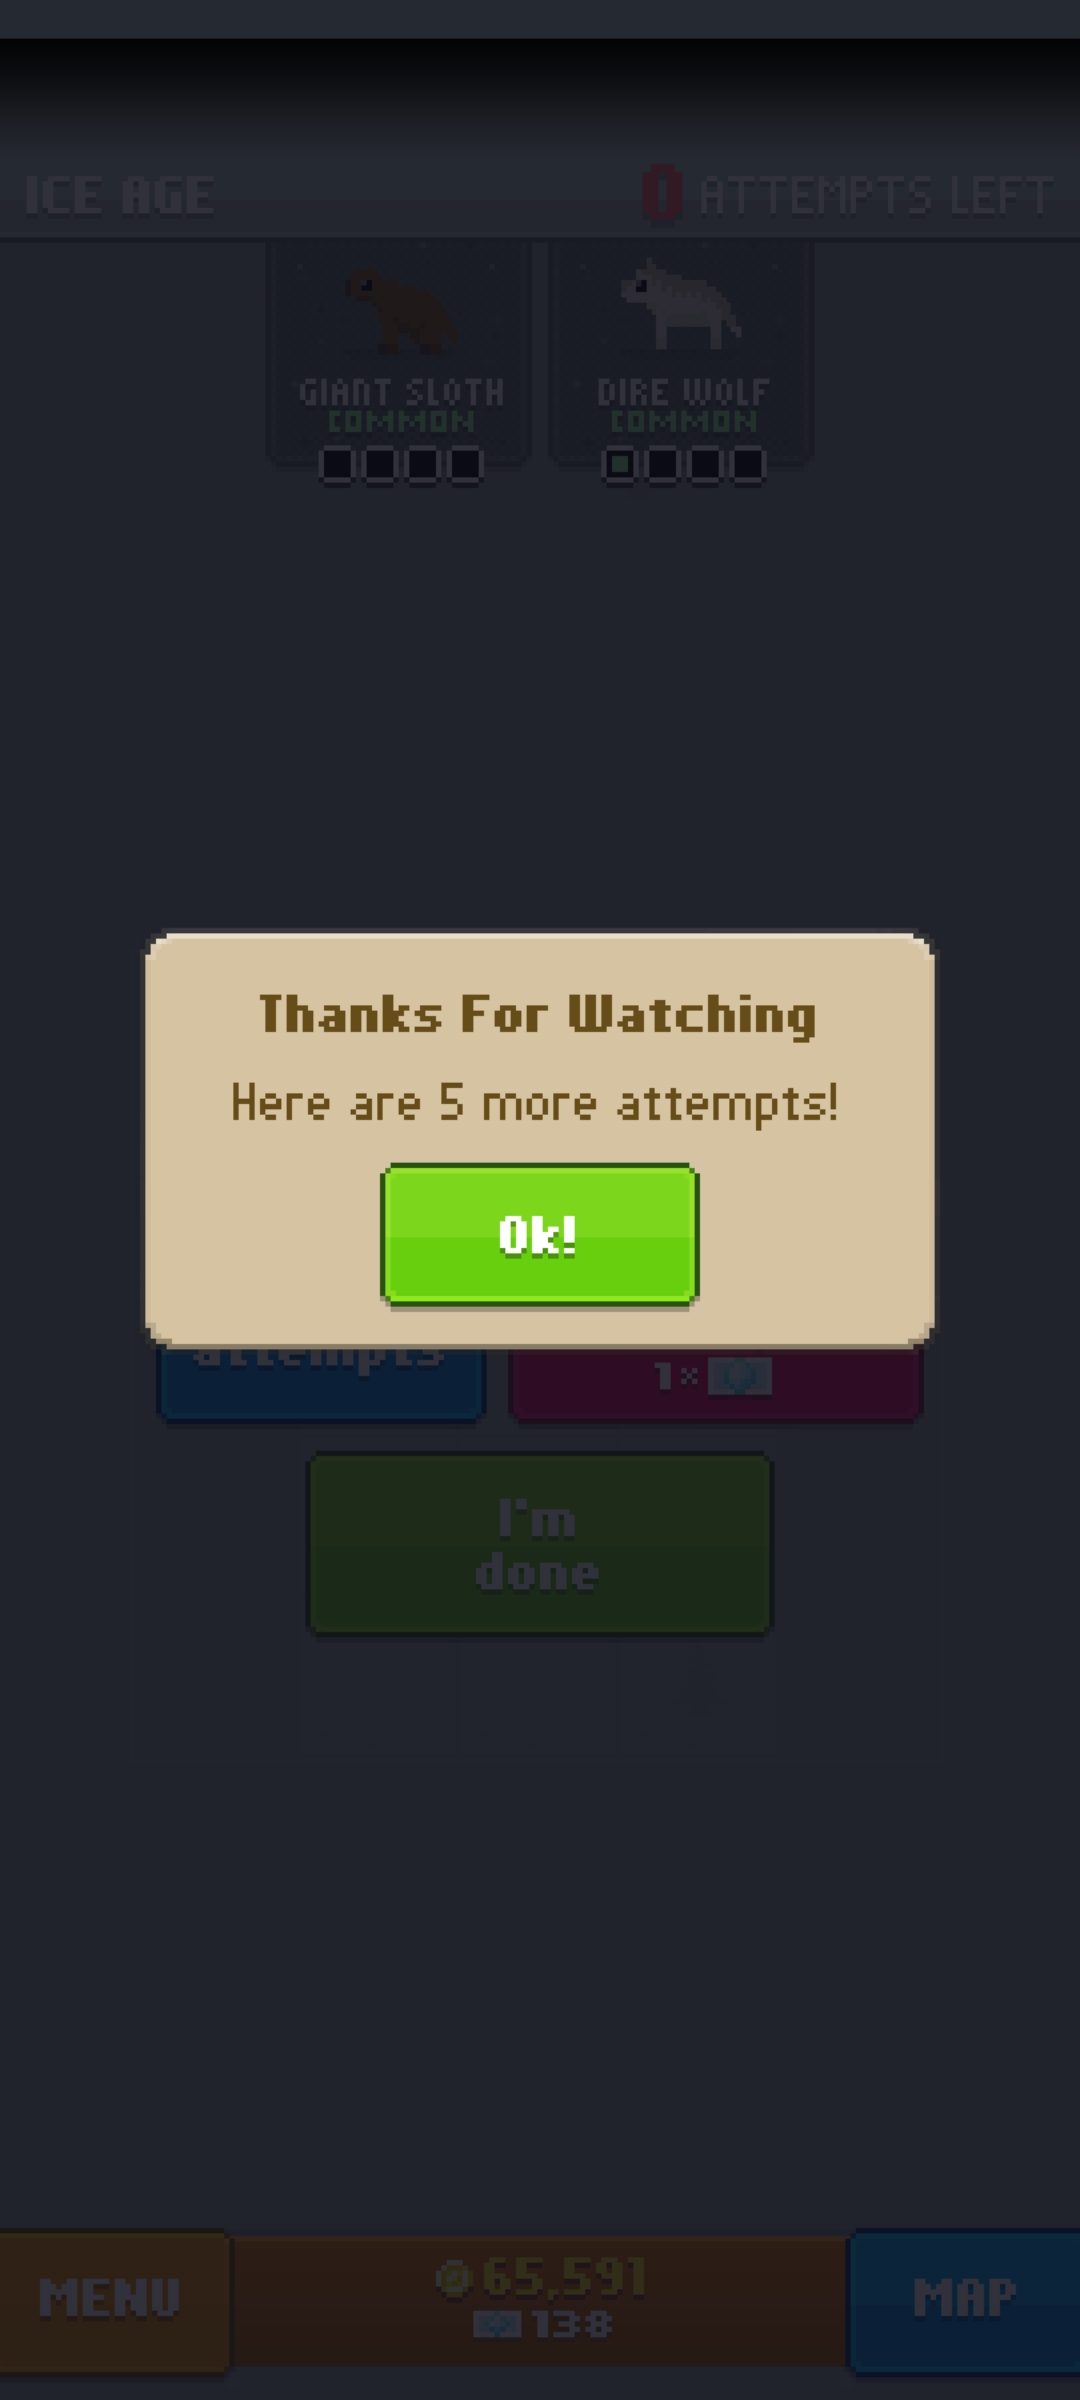 ICE AGE
0 ATTEMPTS LEFT
GIANT SLOTH
COMMON
DIRE WOLF
COMMON
Thanks For Watching
Here are 5 more attempts!
Ok!
attempts
1x
I'm
done
MENU
65,591
138
MAP